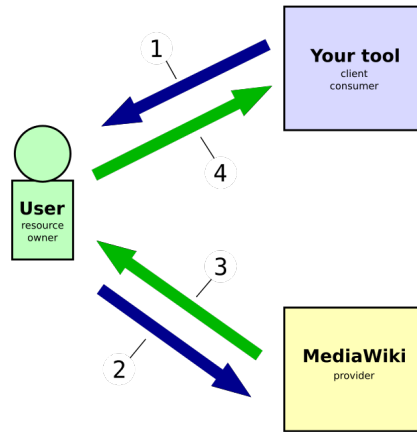 1
Your tool
client
consumer
4
User
resource
owner
3
2
MediaWiki
provider